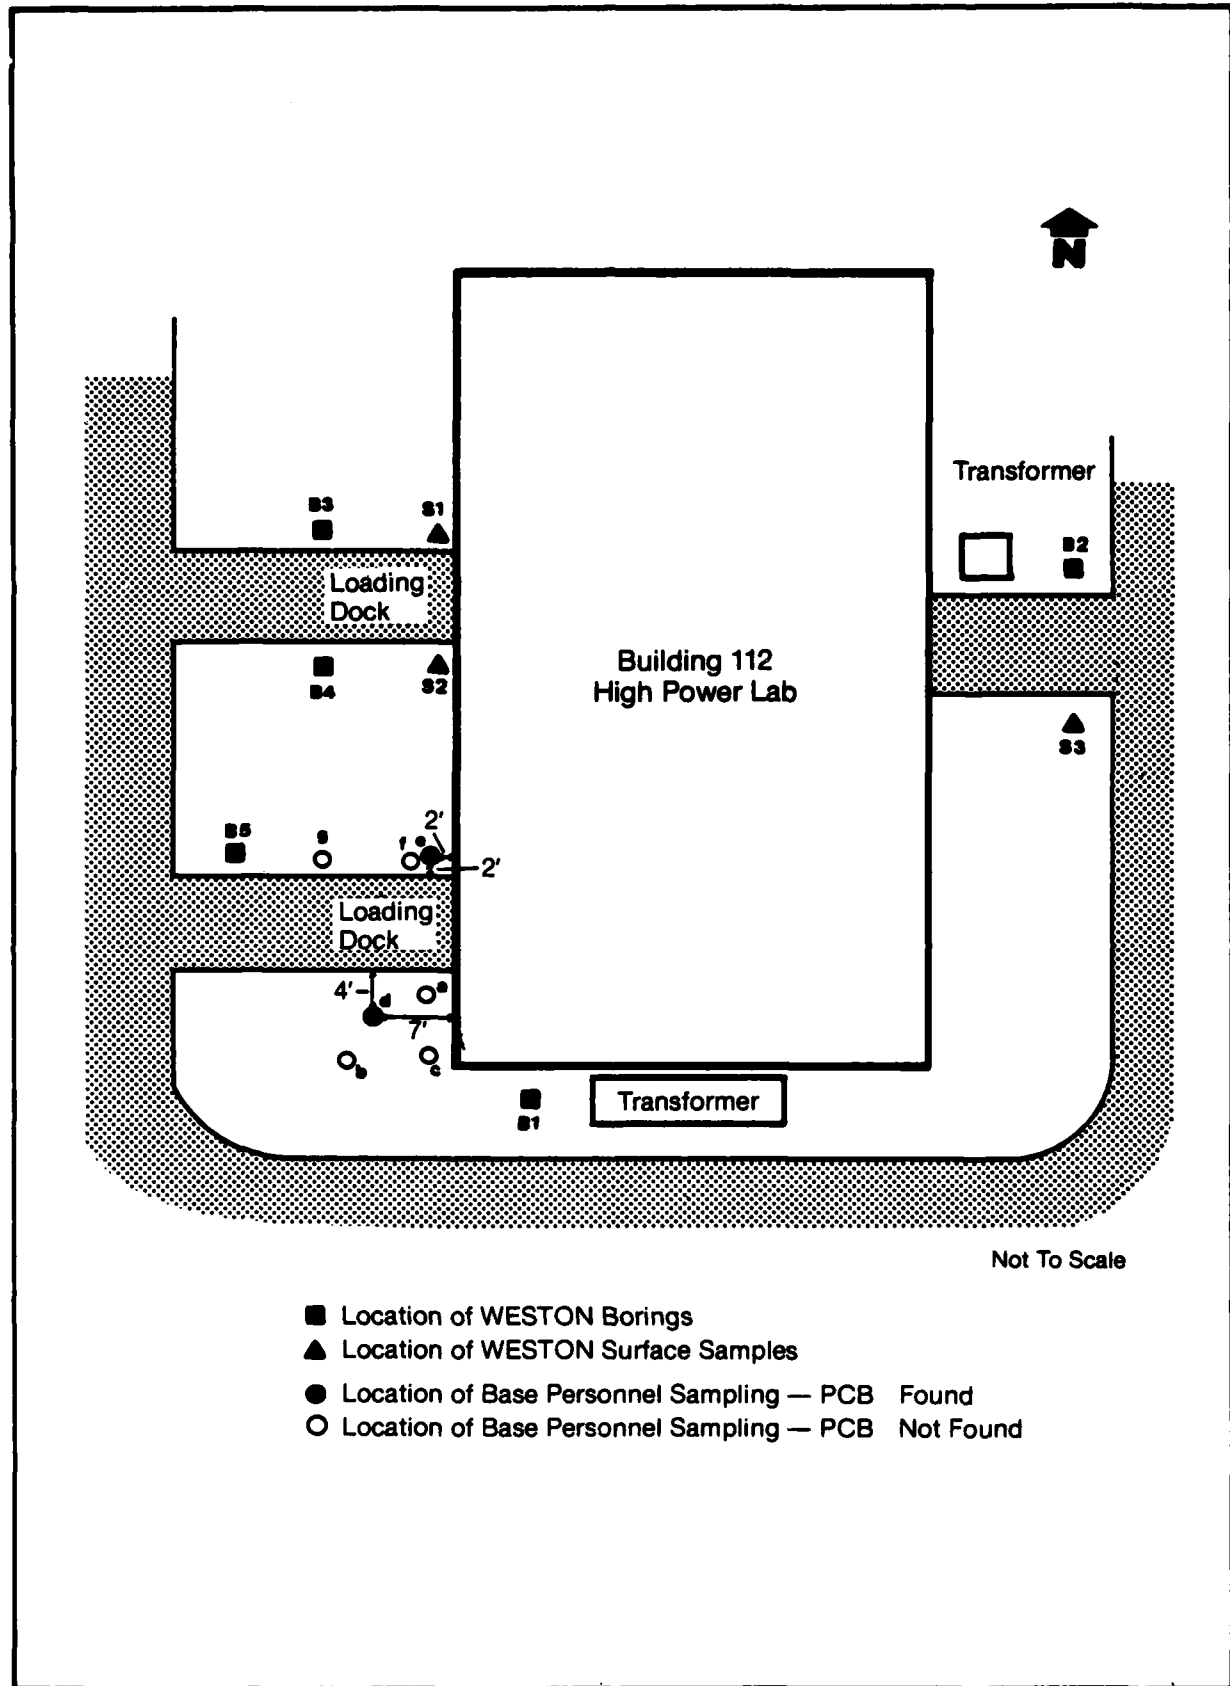 N
Transformer
B3
S1
B2
Loading
Dock
Building 112
High Power Lab
B4
S2
S3
2'
B5
g
f
e
2'
Loading
Dock
4'
a
d
7'
b
c
B1
Transformer
Not To Scale
Location of WESTON Borings
Location of WESTON Surface Samples
Location of Base Personnel Sampling — PCB Found
Location of Base Personnel Sampling — PCB Not Found